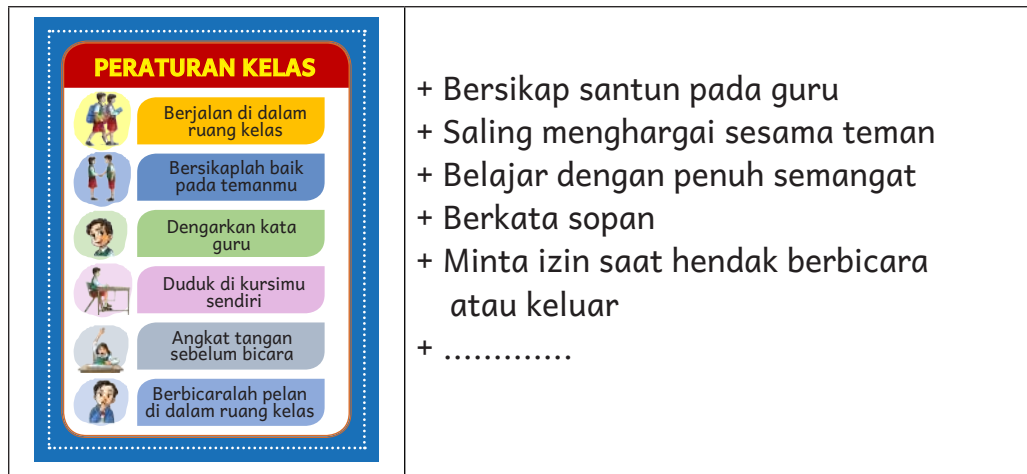 PERATURAN KELAS
Berjalan di dalam
ruang kelas
Bersikaplah baik
pada temanmu
Dengarkan kata
guru
Duduk di kursimu
sendiri
Angkat tangan
sebelum bicara
Berbicaralah pelan
di dalam ruang kelas
+ Bersikap santun pada guru
+ Saling menghargai sesama teman
+ Belajar dengan penuh semangat
+ Berkata sopan
+ Minta izin saat hendak berbicara
atau keluar
+ .............